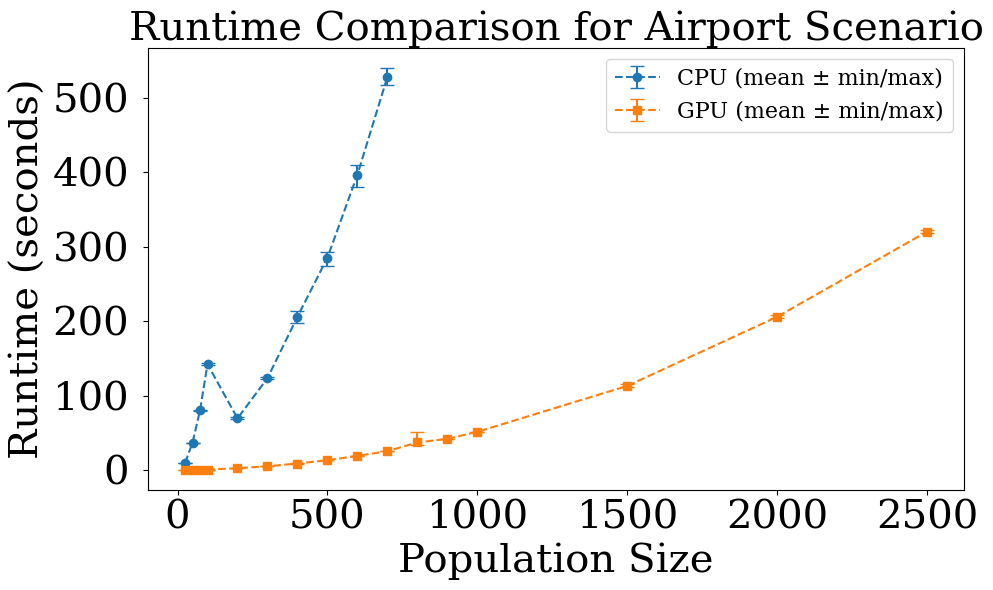 Runtime Comparison for Airport Scenario
CPU (mean ± min/max)
GPU (mean ± min/max)
Runtime (seconds)
500
400
300
200
100
0
0 500 1000 1500 2000 2500
Population Size